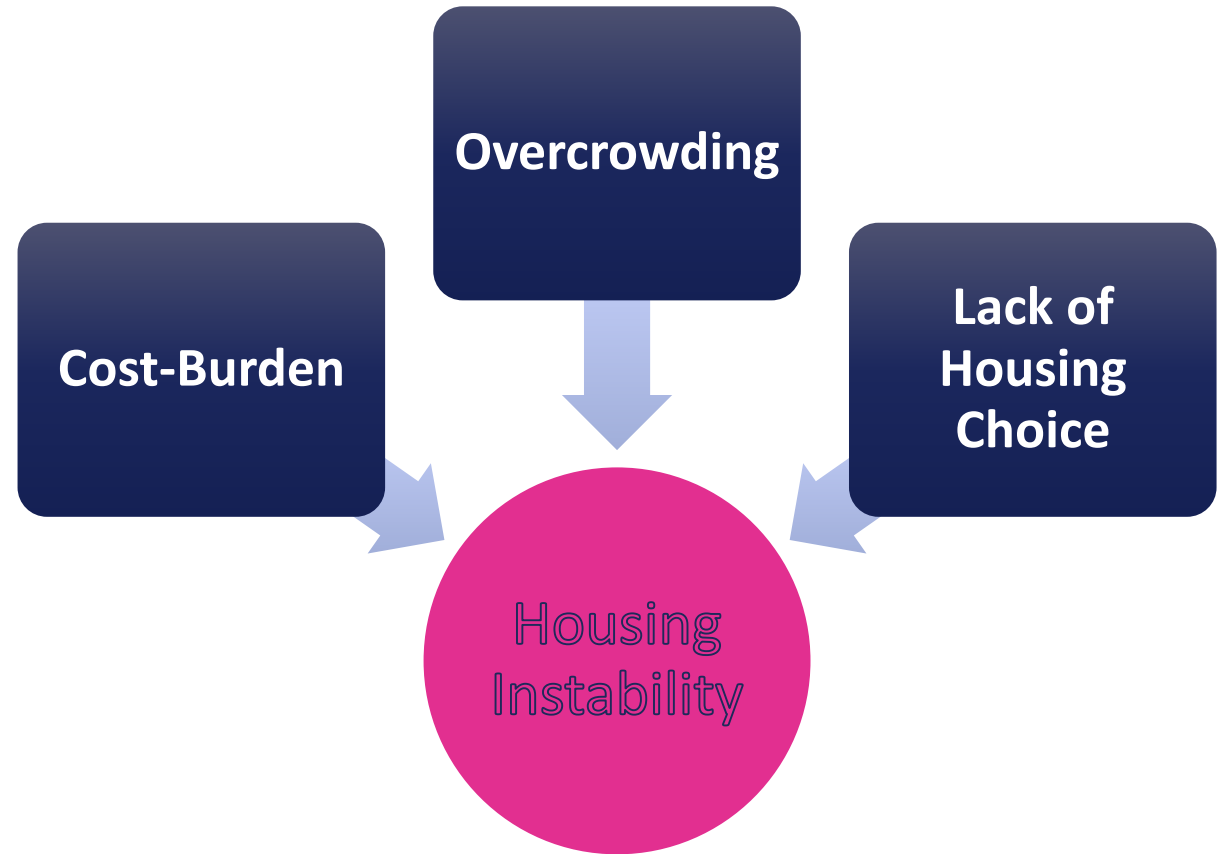 Overcrowding
Cost-Burden
Lack of
Housing
Choice
Housing
Instability